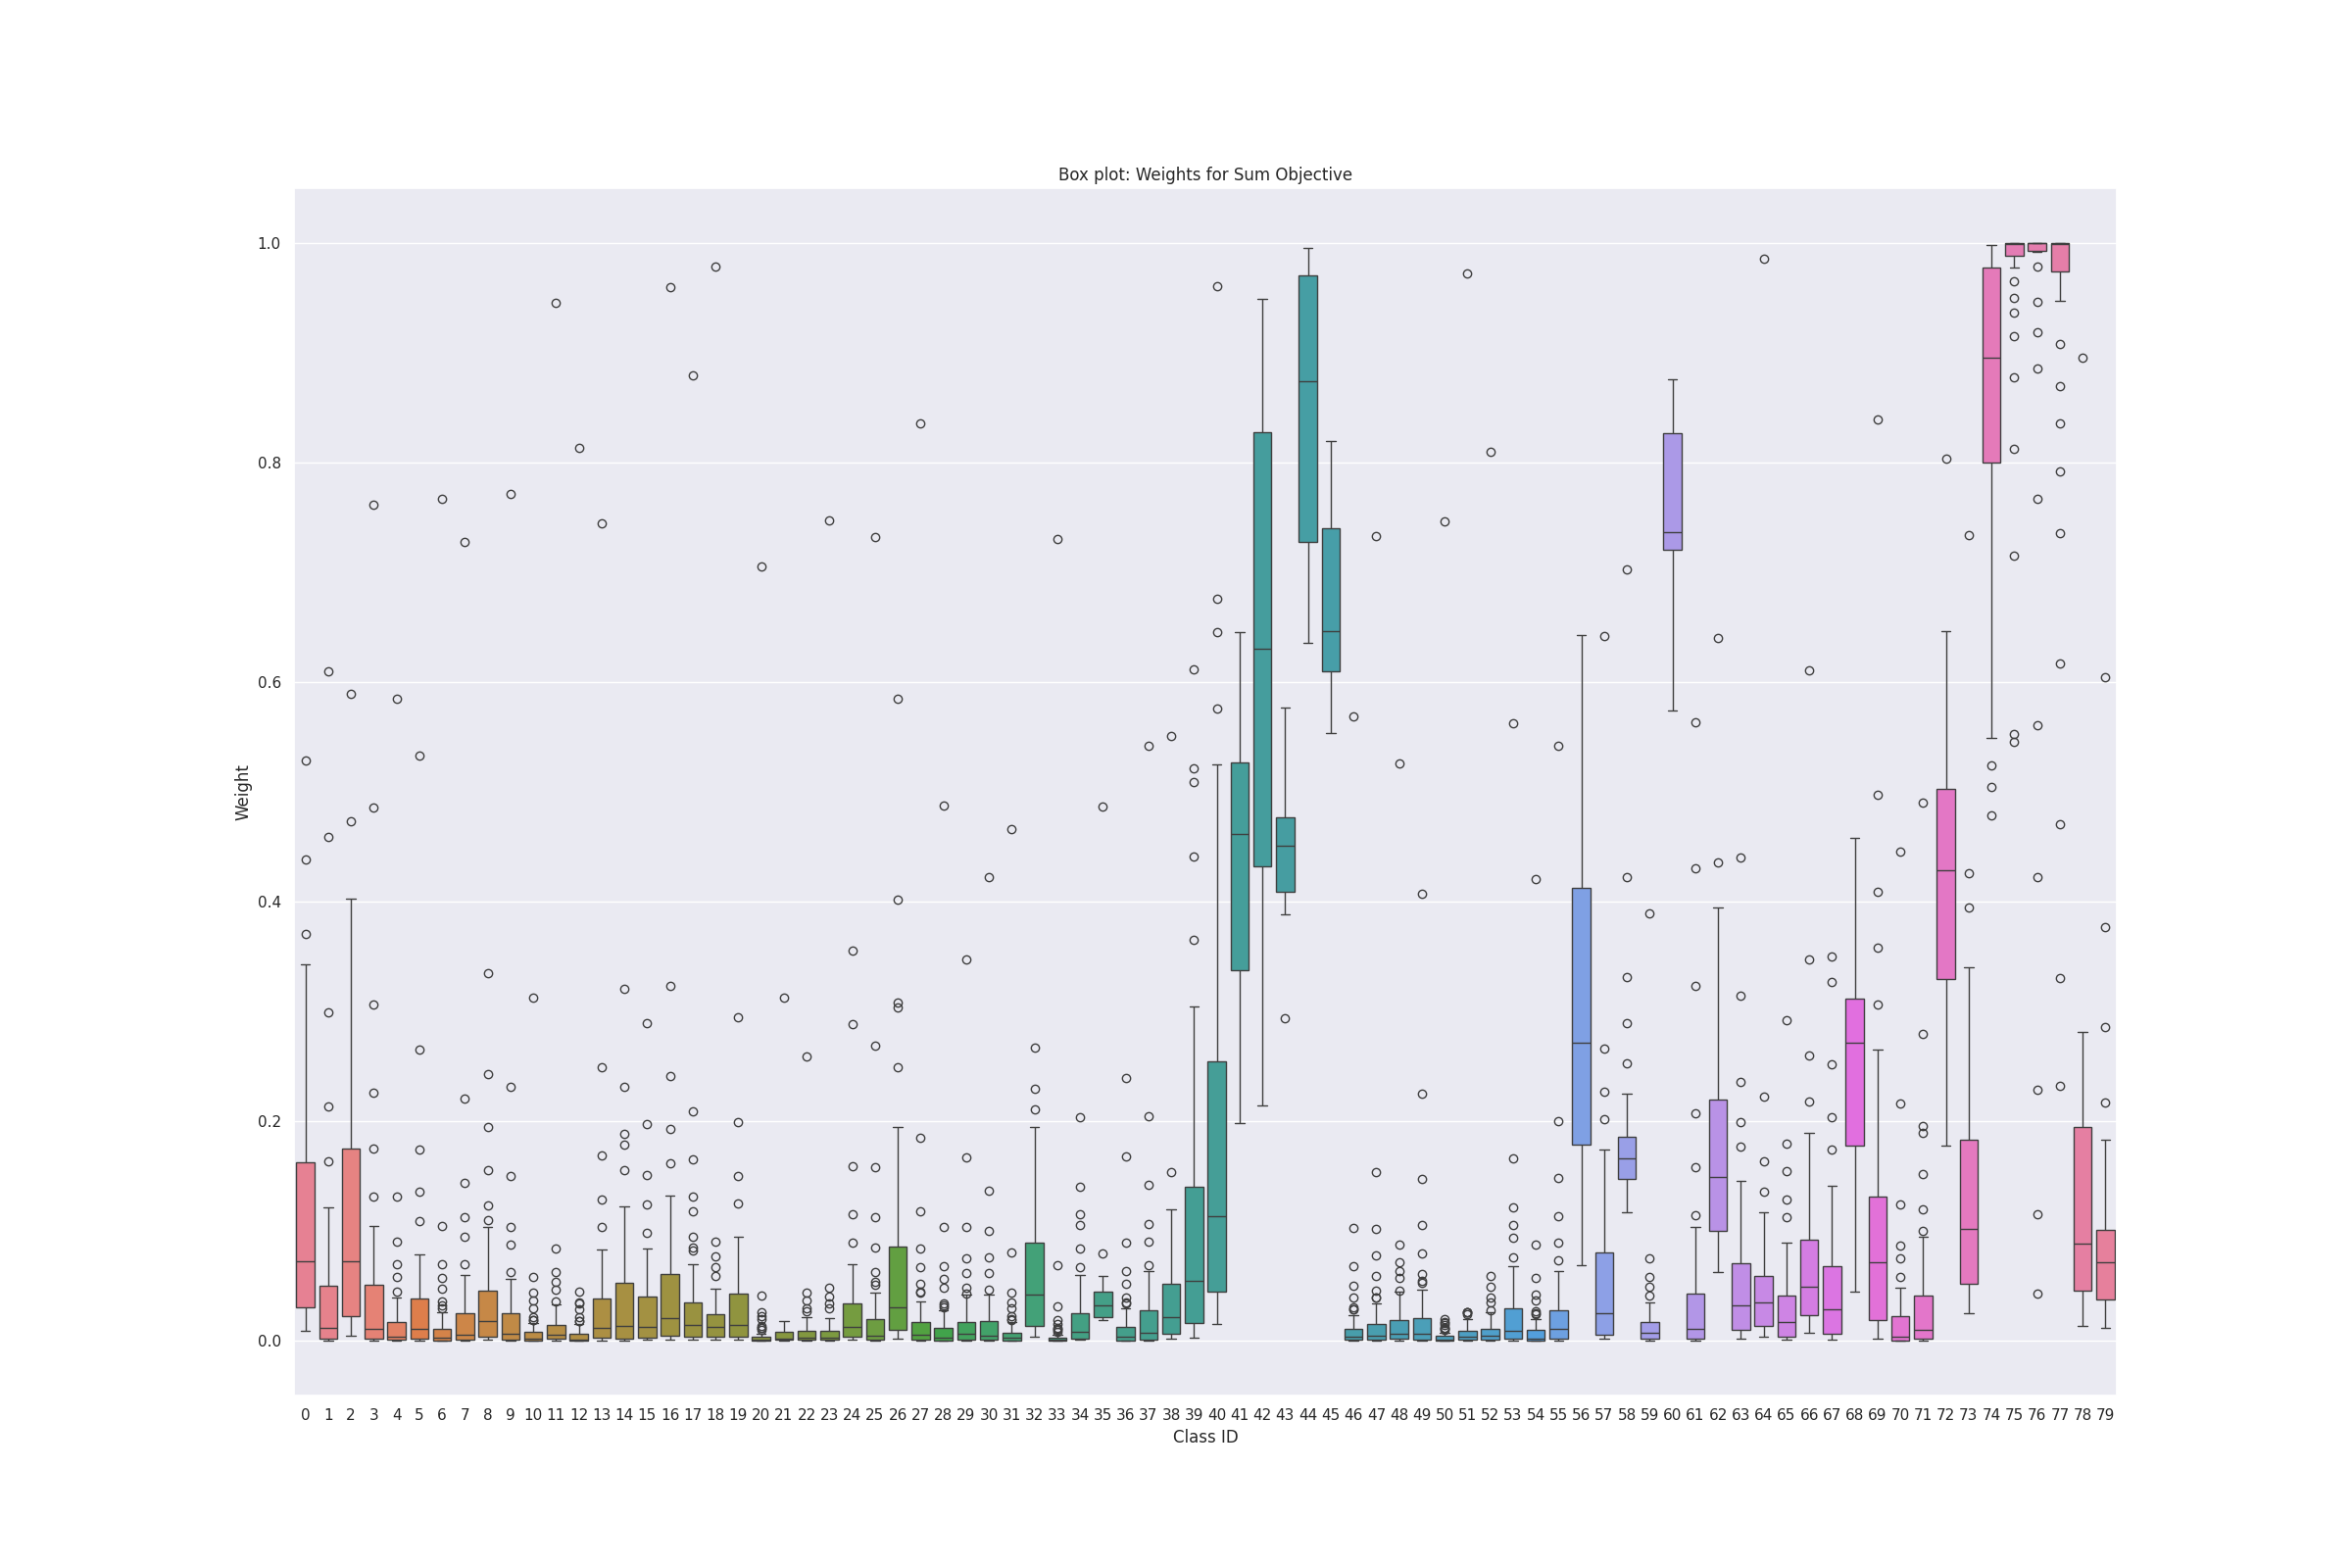 Box plot: Weights for Sum Objective
1.0
0.8
0.6
0.4
0.2
0.0
Weight
0 1 2 3 4 5 6 7 8 9 10 11 12 13 14 15 16 17 18 19 20 21 22 23 24 25 26 27 28 29 30 31 32 33 34 35 36 37 38 39 40 41 42 43 44 45 46 47 48 49 50 51 52 53 54 55 56 57 58 59 60 61 62 63 64 65 66 67 68 69 70 71 72 73 74 75 76 77 78 79
Class ID